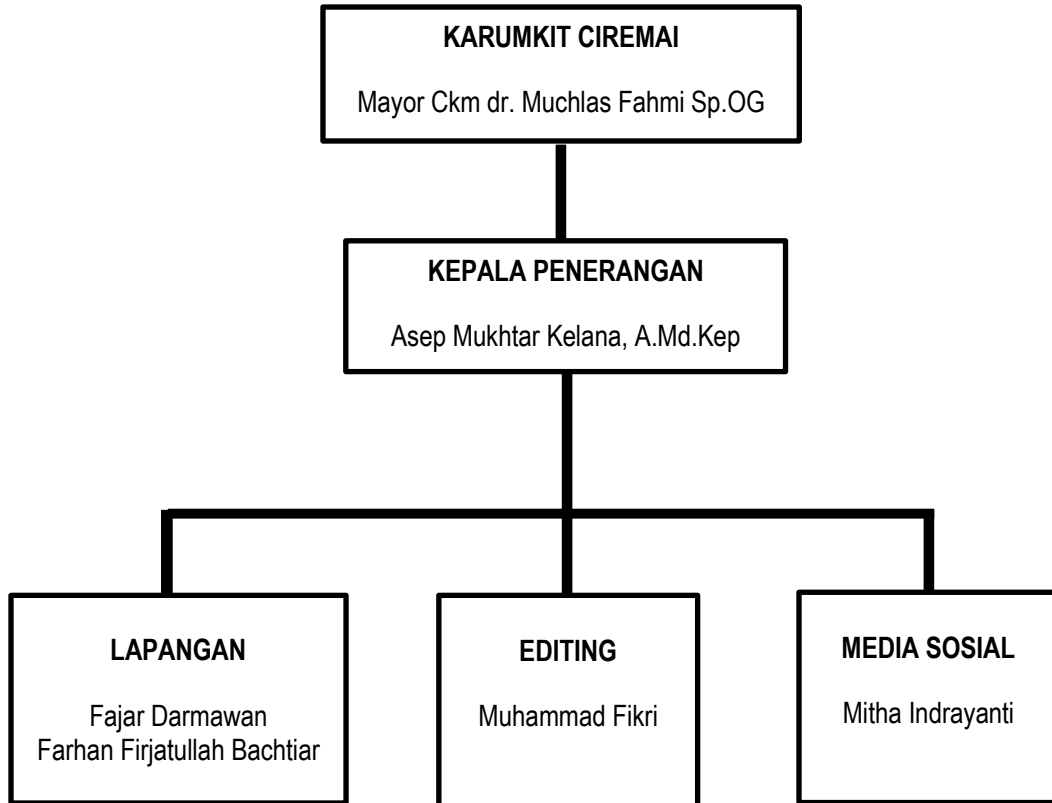 KARUMKIT CIREMAI
Mayor Ckm dr. Muchlas Fahmi Sp.OG
KEPALA PENERANGAN
Asep Mukhtar Kelana, A.Md.Kep
LAPANGAN
Fajar Darmawan
Farhan Firjatullah Bachtiar
EDITING
Muhammad Fikri
MEDIA SOSIAL
Mitha Indrayanti